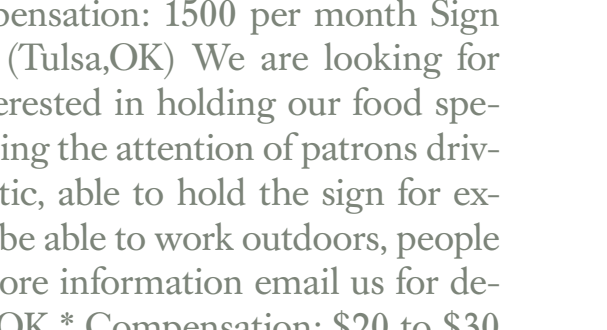 pensation: 1500 per month Sign
(Tulsa,OK) We are looking for
erested in holding our food spe-
ing the attention of patrons driv-
tic, able to hold the sign for ex-
be able to work outdoors, people
ore information email us for de-
OK * Compensation: $20 to $30